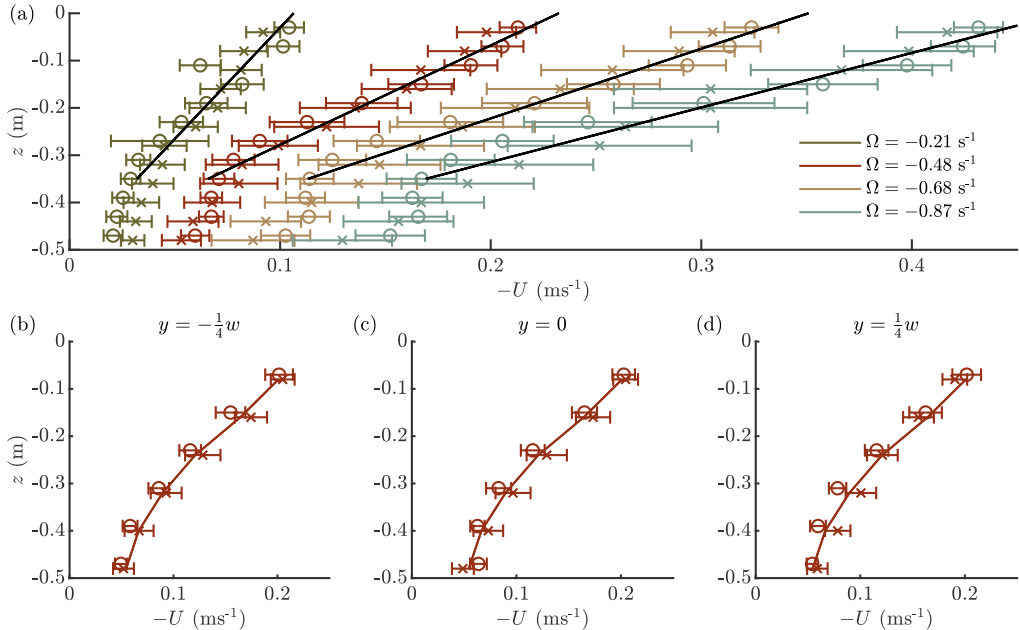 (a)
0
-0.1
-0.2
-0.3
-0.4
-0.5
z (m)
0 0.1 0.2 0.3 0.4
−U (ms-1)
Ω = −0.21 s-1
Ω = −0.48 s-1
Ω = −0.68 s-1
Ω = −0.87 s-1
(b) y = −1/4w
0
-0.1
-0.2
-0.3
-0.4
-0.5
z (m)
0.1 0.2
−U (ms-1)
(c) y = 0
0
-0.1
-0.2
-0.3
-0.4
-0.5
0.1 0.2
−U (ms-1)
(d) y = 1/4w
0
-0.1
-0.2
-0.3
-0.4
-0.5
0.1 0.2
−U (ms-1)